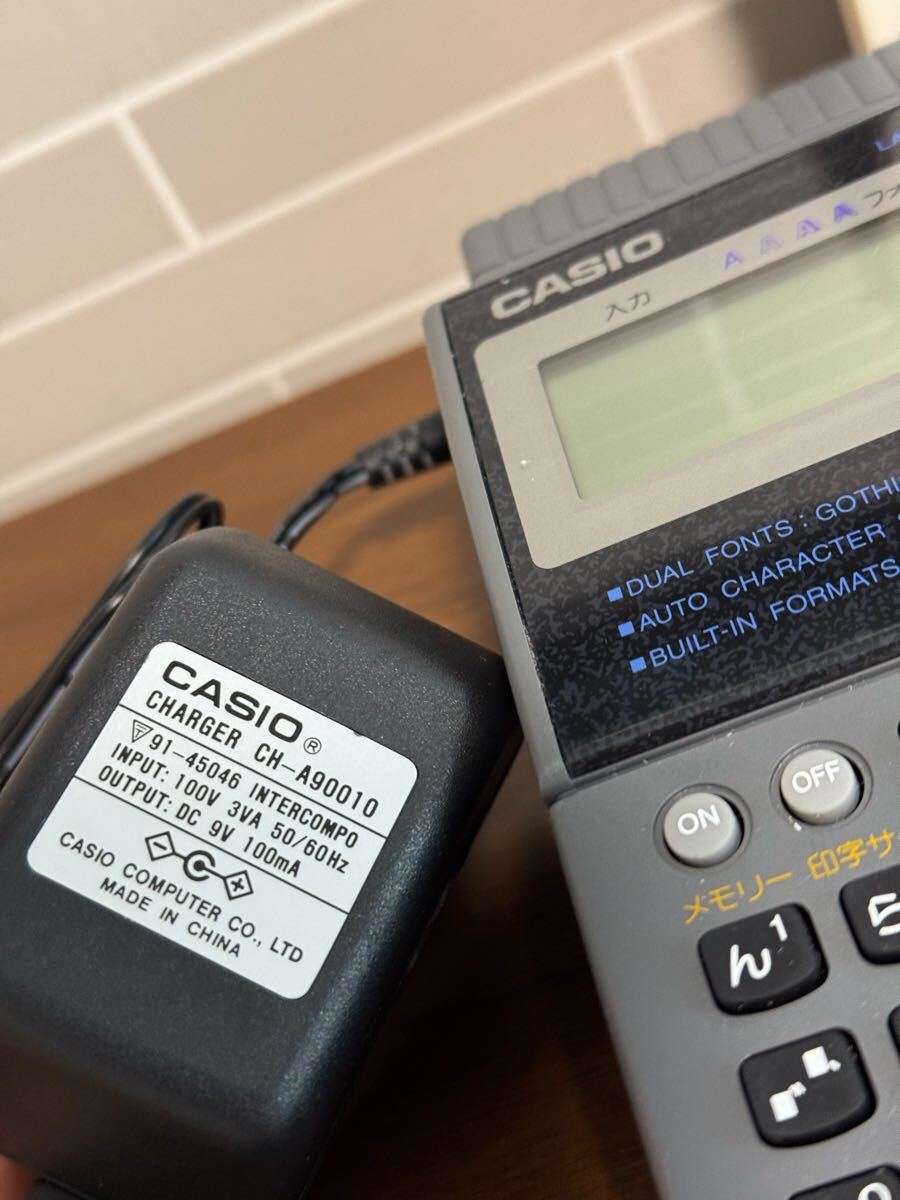 CASIO
A A A A フォ
入力
DUAL FONTS : GOTHI
AUTO CHARACTER
BUILT-IN FORMATS
ON
OFF
メモリー 印字サ
ん 1
ら
CASIO®
CHARGER CH-A90010
91-45046 INTERCOMPO
INPUT: 100V 3VA 50/60Hz
OUTPUT: DC 9V 100mA
CASIO COMPUTER CO., LTD
MADE IN CHINA